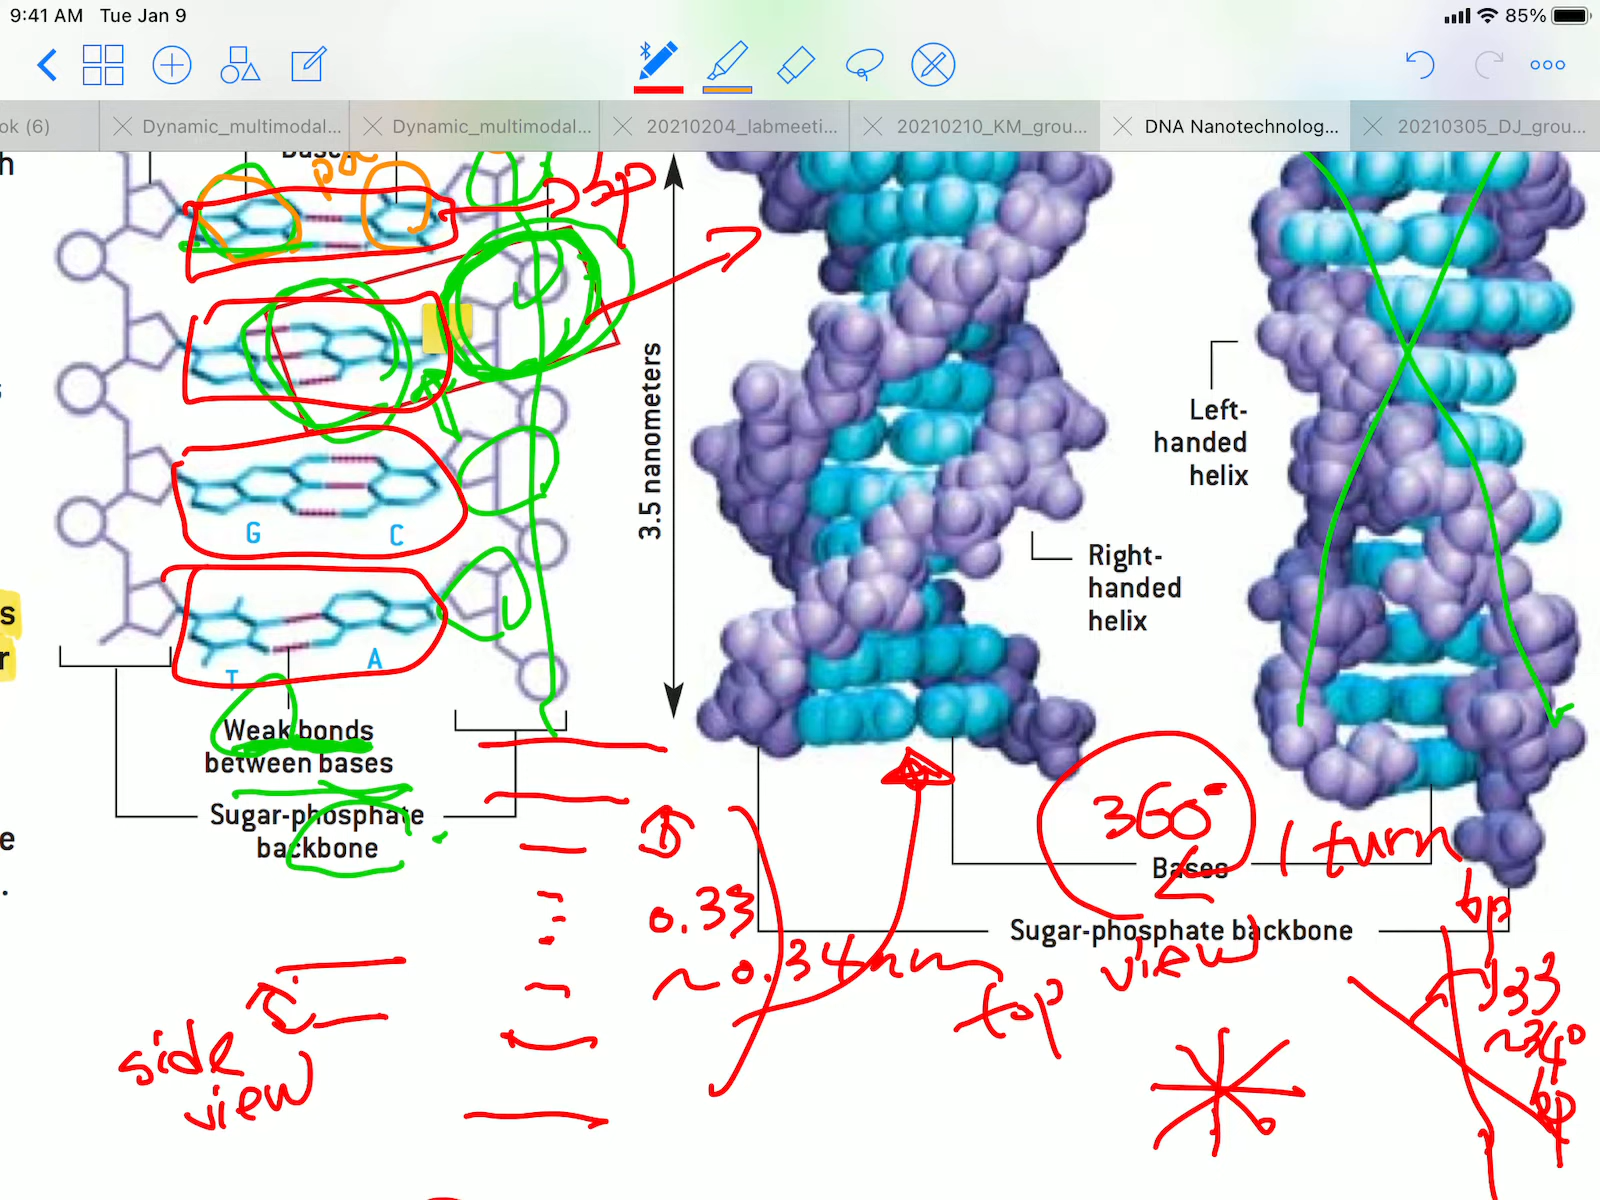 9:41 AM Tue Jan 9
85%
ok (6)
Dynamic_multimodal...
Dynamic_multimodal...
20210204_labmeeti...
20210210_KM_grou...
DNA Nanotechnolog...
20210305_DJ_grou...
h
bp
3.5 nanometers
Left-
handed
helix
G C
Right-
handed
helix
s
r
T A
Weak bonds
between bases
Sugar-phosphate
backbone
e
.
360°
1 turn
Bases
bp
Sugar-phosphate backbone
0.33
~0.34nm
top view
33
~34°
bp
side
view